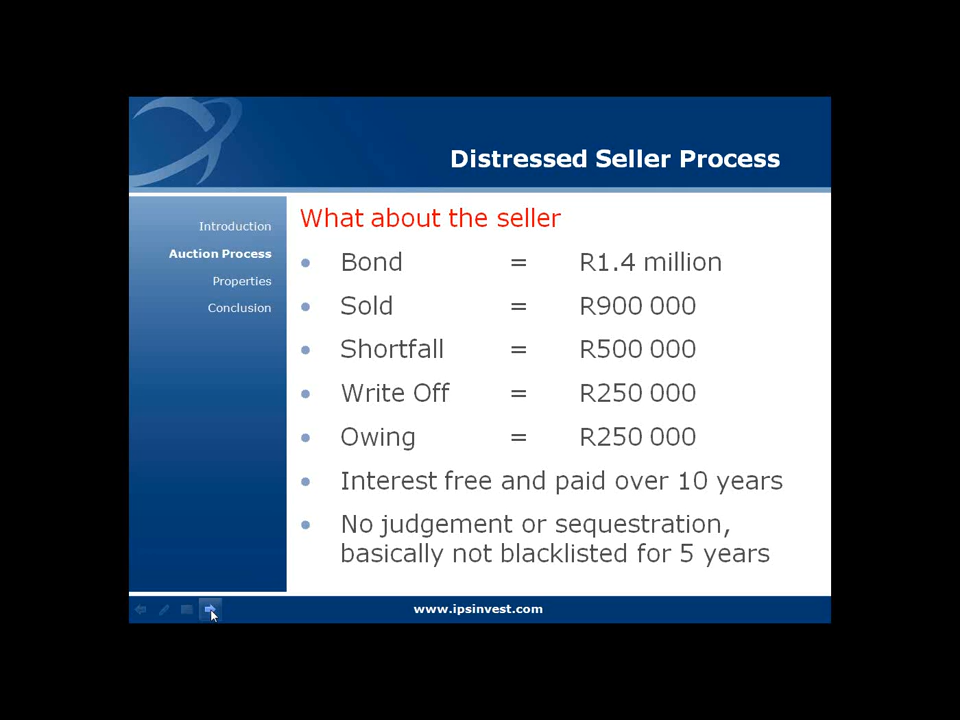 Distressed Seller Process
Introduction
Auction Process
Properties
Conclusion
What about the seller
• Bond = R1.4 million
• Sold = R900 000
• Shortfall = R500 000
• Write Off = R250 000
• Owing = R250 000
• Interest free and paid over 10 years
• No judgement or sequestration,
basically not blacklisted for 5 years
www.ipsinvest.com